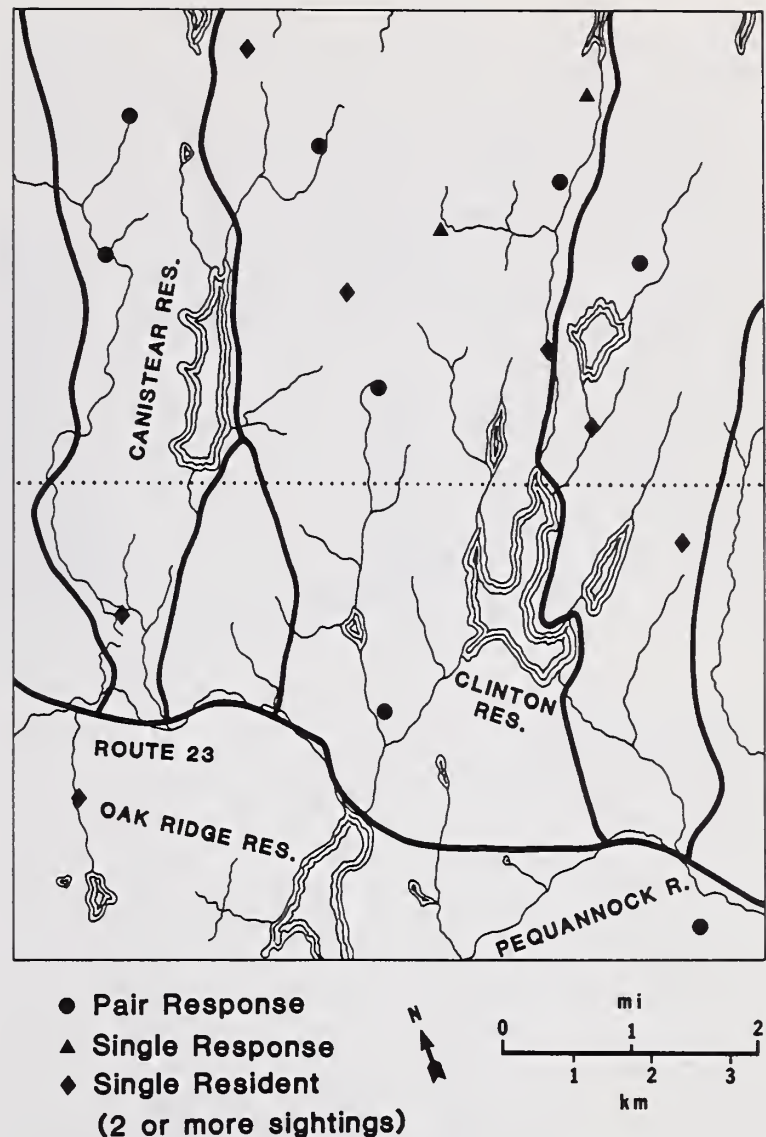 CANISTEAR RES.
CLINTON
RES.
ROUTE 23
OAK RIDGE RES.
PEQUANNOCK R.
Pair Response
Single Response
Single Resident
(2 or more sightings)
N
mi
0 1 2
1 2 3
km